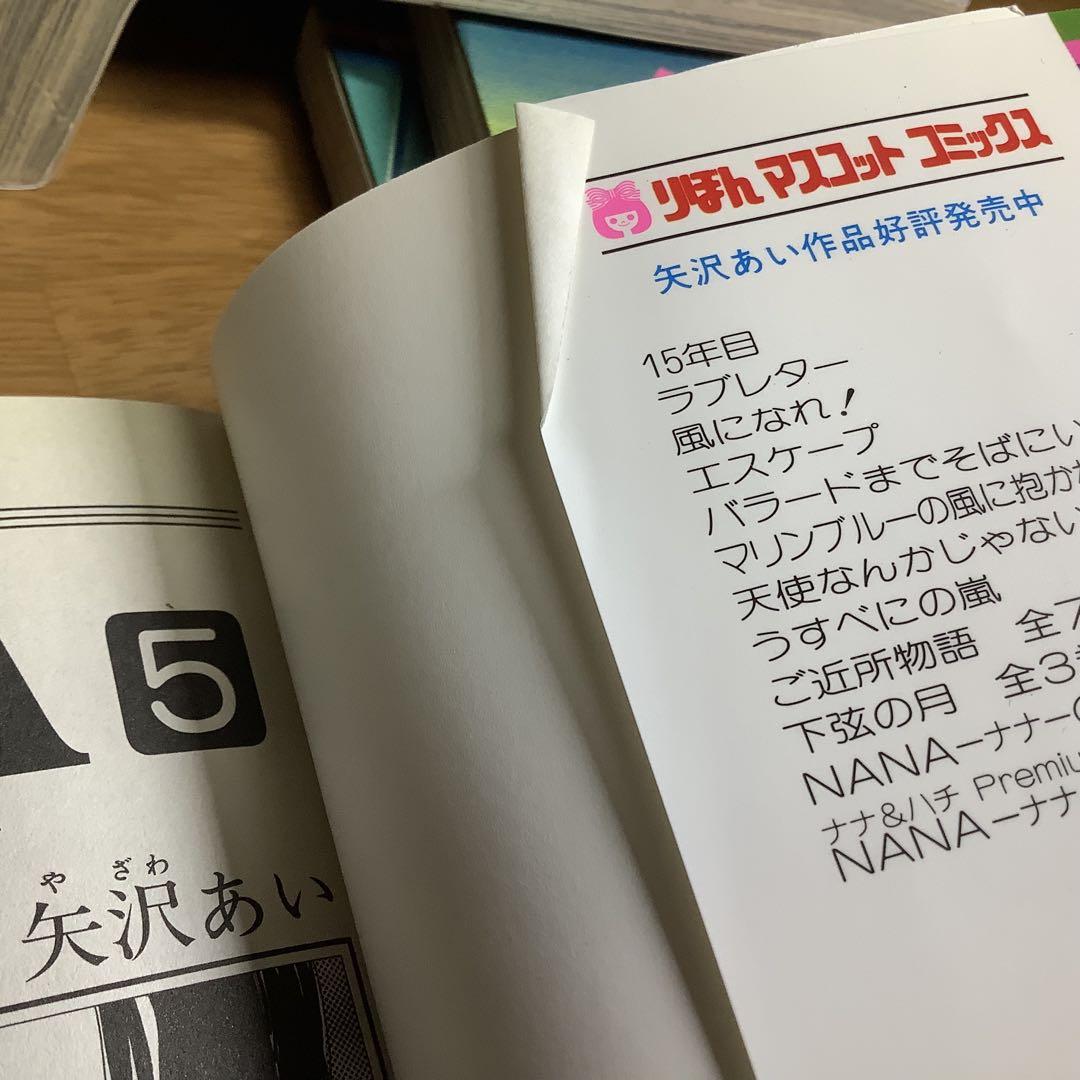 りぼん マスコット コミックス
矢沢あい作品好評発売中
15年目
ラブレター
風になれ!
エスケープ
バラードまでそばにい
マリンブルーの風に抱か
天使なんかじゃない
うすべにの嵐
ご近所物語 全7
下弦の月 全3巻
NANA―ナナ―
ナナ&ハチ Premiu
NANA―ナナ
A 5
や ざわ
矢沢あい